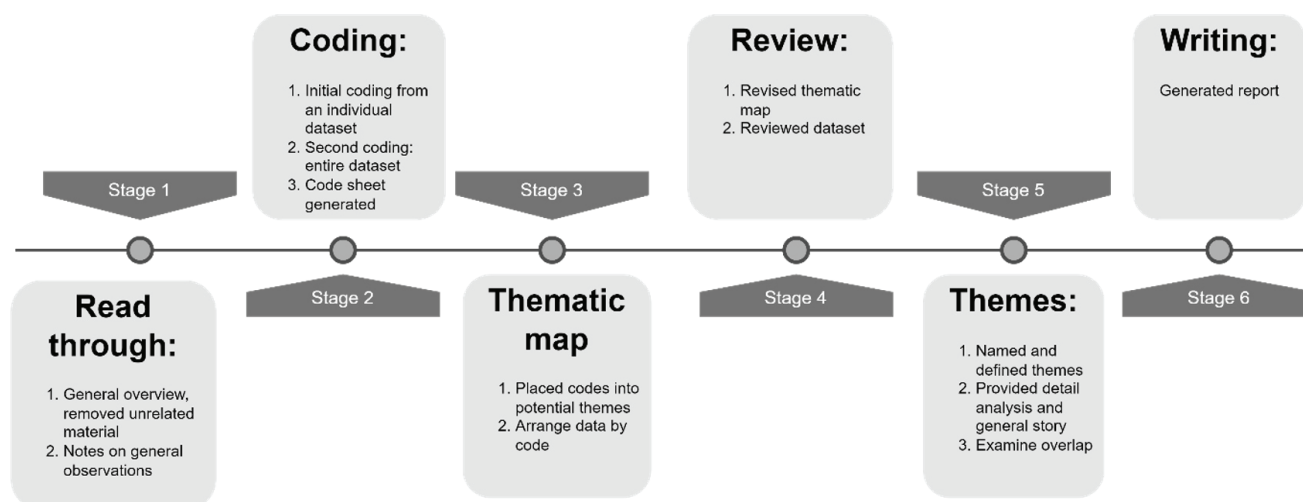 Stage 1
Read
through:
1. General overview,
removed unrelated
material
2. Notes on general
observations
Coding:
1. Initial coding from
an individual
dataset
2. Second coding:
entire dataset
3. Code sheet
generated
Stage 2
Stage 3
Thematic
map
1. Placed codes into
potential themes
2. Arrange data by
code
Review:
1. Revised thematic
map
2. Reviewed dataset
Stage 4
Stage 5
Themes:
1. Named and
defined themes
2. Provided detail
analysis and
general story
3. Examine overlap
Writing:
Generated report
Stage 6